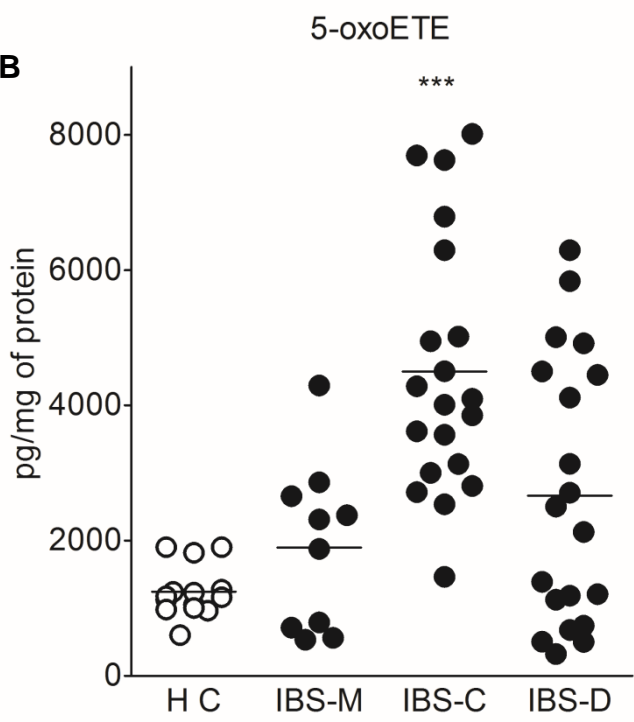 5-oxoETE
B
***
8000
6000
4000
2000
0
pg/mg of protein
H C IBS-M IBS-C IBS-D